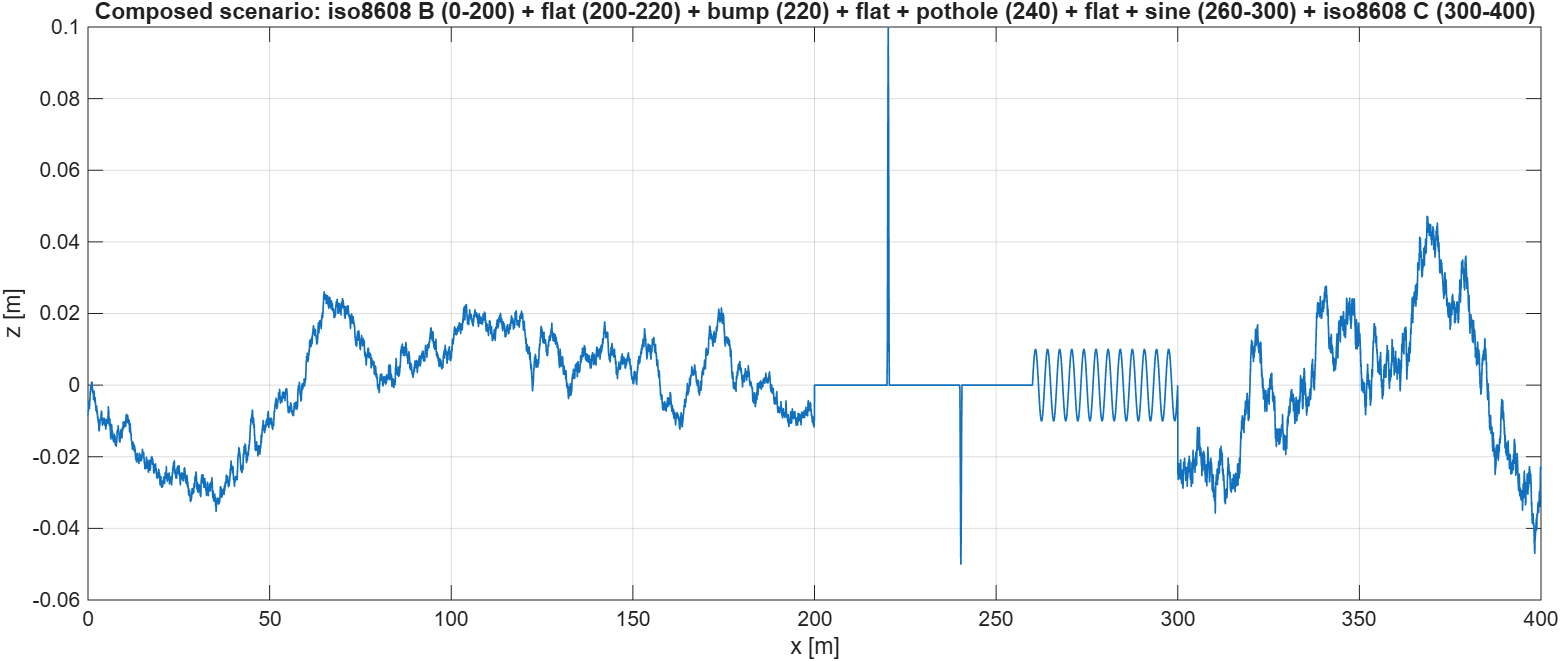 Composed scenario: iso8608 B (0-200) + flat (200-220) + bump (220) + flat + pothole (240) + flat + sine (260-300) + iso8608 C (300-400)
0.1
0.08
0.06
0.04
0.02
0
-0.02
-0.04
-0.06
z [m]
0 50 100 150 200 250 300 350 400
x [m]